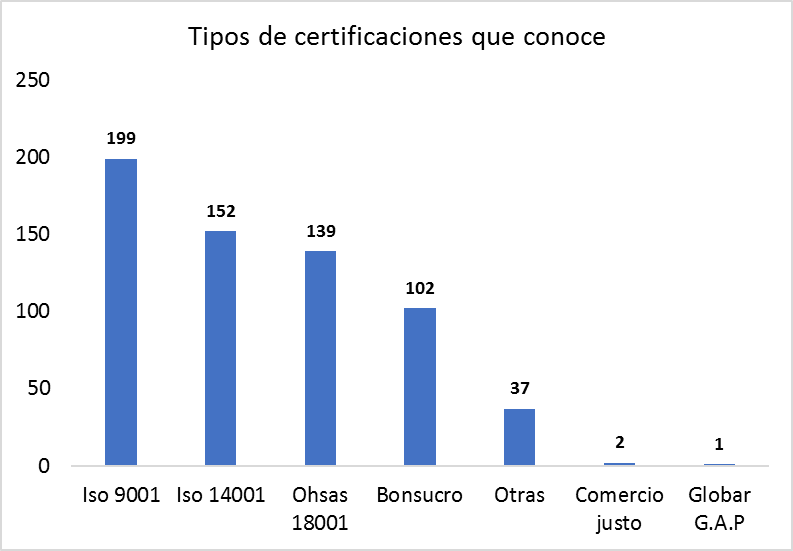 Tipos de certificaciones que conoce
250
200
150
100
50
0
199
152
139
102
37
2
1
Iso 9001
Iso 14001
Ohsas
18001
Bonsucro
Otras
Comercio
justo
Globar
G.A.P